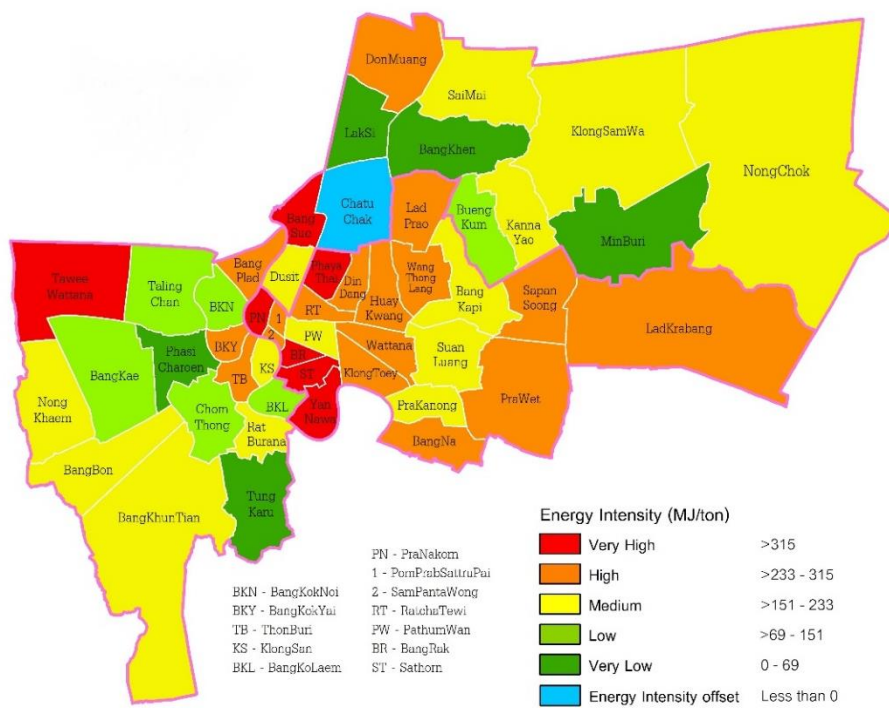 DonMuang
SaiMai
LakSi
BangKhen
KlongSamWa
NongChok
Chatu
Chak
Lad
Prao
Bueng
Kum
Kanna
Yao
MinBuri
Bang
Sue
Tawee
Wattana
Taling
Chan
Bang
Plad
Dusit
Phaya
Thai
Din
Dang
Huay
Kwang
Wang
Thong
Lang
Bang
Kapi
Sapan
Soong
LadKrabang
BKN
PN
1
2
RT
PW
BKY
Phasi
Charoen
BangKae
TB
KS
BR
ST
Wattana
KlongToey
Suan
Luang
PraWet
Nong
Khaem
Chom
Thong
BKL
Yan
Nawa
Rat
Burana
PraKanong
BangNa
BangBon
BangKhunTian
Tung
Karu
BKN - BangKokNoi
BKY - BangKokYai
TB - ThonBuri
KS - KlongSan
BKL - BangKoLaem
PN - PraNakorn
1 - PomPrabSattruPai
2 - SamPantaWong
RT - RatchaTewi
PW - PathumWan
BR - BangRak
ST - Sathorn
Energy Intensity (MJ/ton)
Very High >315
High >233 - 315
Medium >151 - 233
Low >69 - 151
Very Low 0 - 69
Energy Intensity offset Less than 0